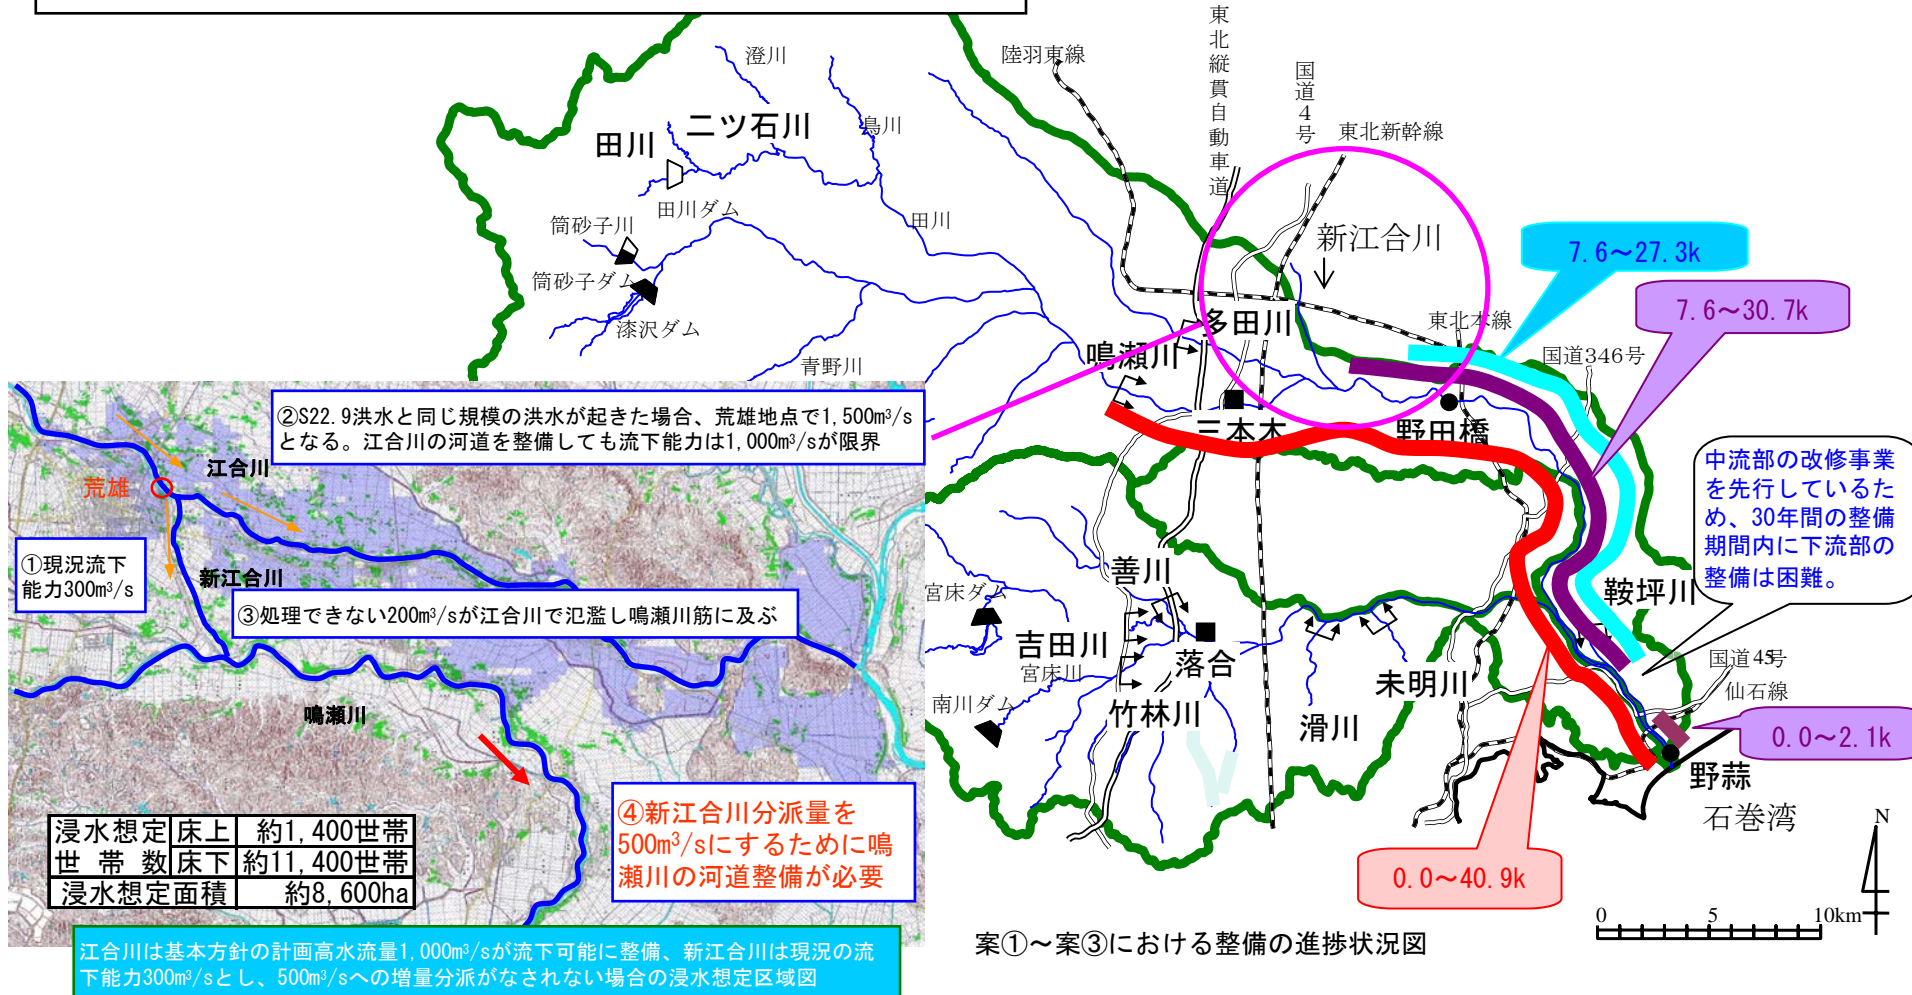 東北縦貫自動車道
陸羽東線
国道4号
東北新幹線
澄川
二ツ石川
鳥川
田川
田川ダム
田川
筒砂子川
筒砂子ダム
漆沢ダム
青野川
新江合川
多田川
鳴瀬川
三本木
野田橋
東北本線
国道346号
7.6～27.3k
7.6～30.7k
中流部の改修事業
を先行しているた
め、30年間の整備
期間内に下流部の
整備は困難。
鞍坪川
国道45号
仙石線
0.0～2.1k
野蒜
石巻湾
0.0～40.9k
善川
宮床ダム
吉田川
宮床川
落合
南川ダム
竹林川
滑川
未明川
N
0 5 10km
案①～案③における整備の進捗状況図
②S22.9洪水と同じ規模の洪水が起きた場合、荒雄地点で1,500m³/s
となる。江合川の河道を整備しても流下能力は1,000m³/sが限界
江合川
荒雄
①現況流下
能力300m³/s
新江合川
③処理できない200m³/sが江合川で氾濫し鳴瀬川筋に及ぶ
鳴瀬川
④新江合川分派量を
500m³/sにするために鳴
瀬川の河道整備が必要
浸水想定 床上 約1,400世帯
世帯数 床下 約11,400世帯
浸水想定面積 約8,600ha
江合川は基本方針の計画高水流量1,000m³/sが流下可能に整備、新江合川は現況の流
下能力300m³/sとし、500m³/sへの増量分派がなされない場合の浸水想定区域図